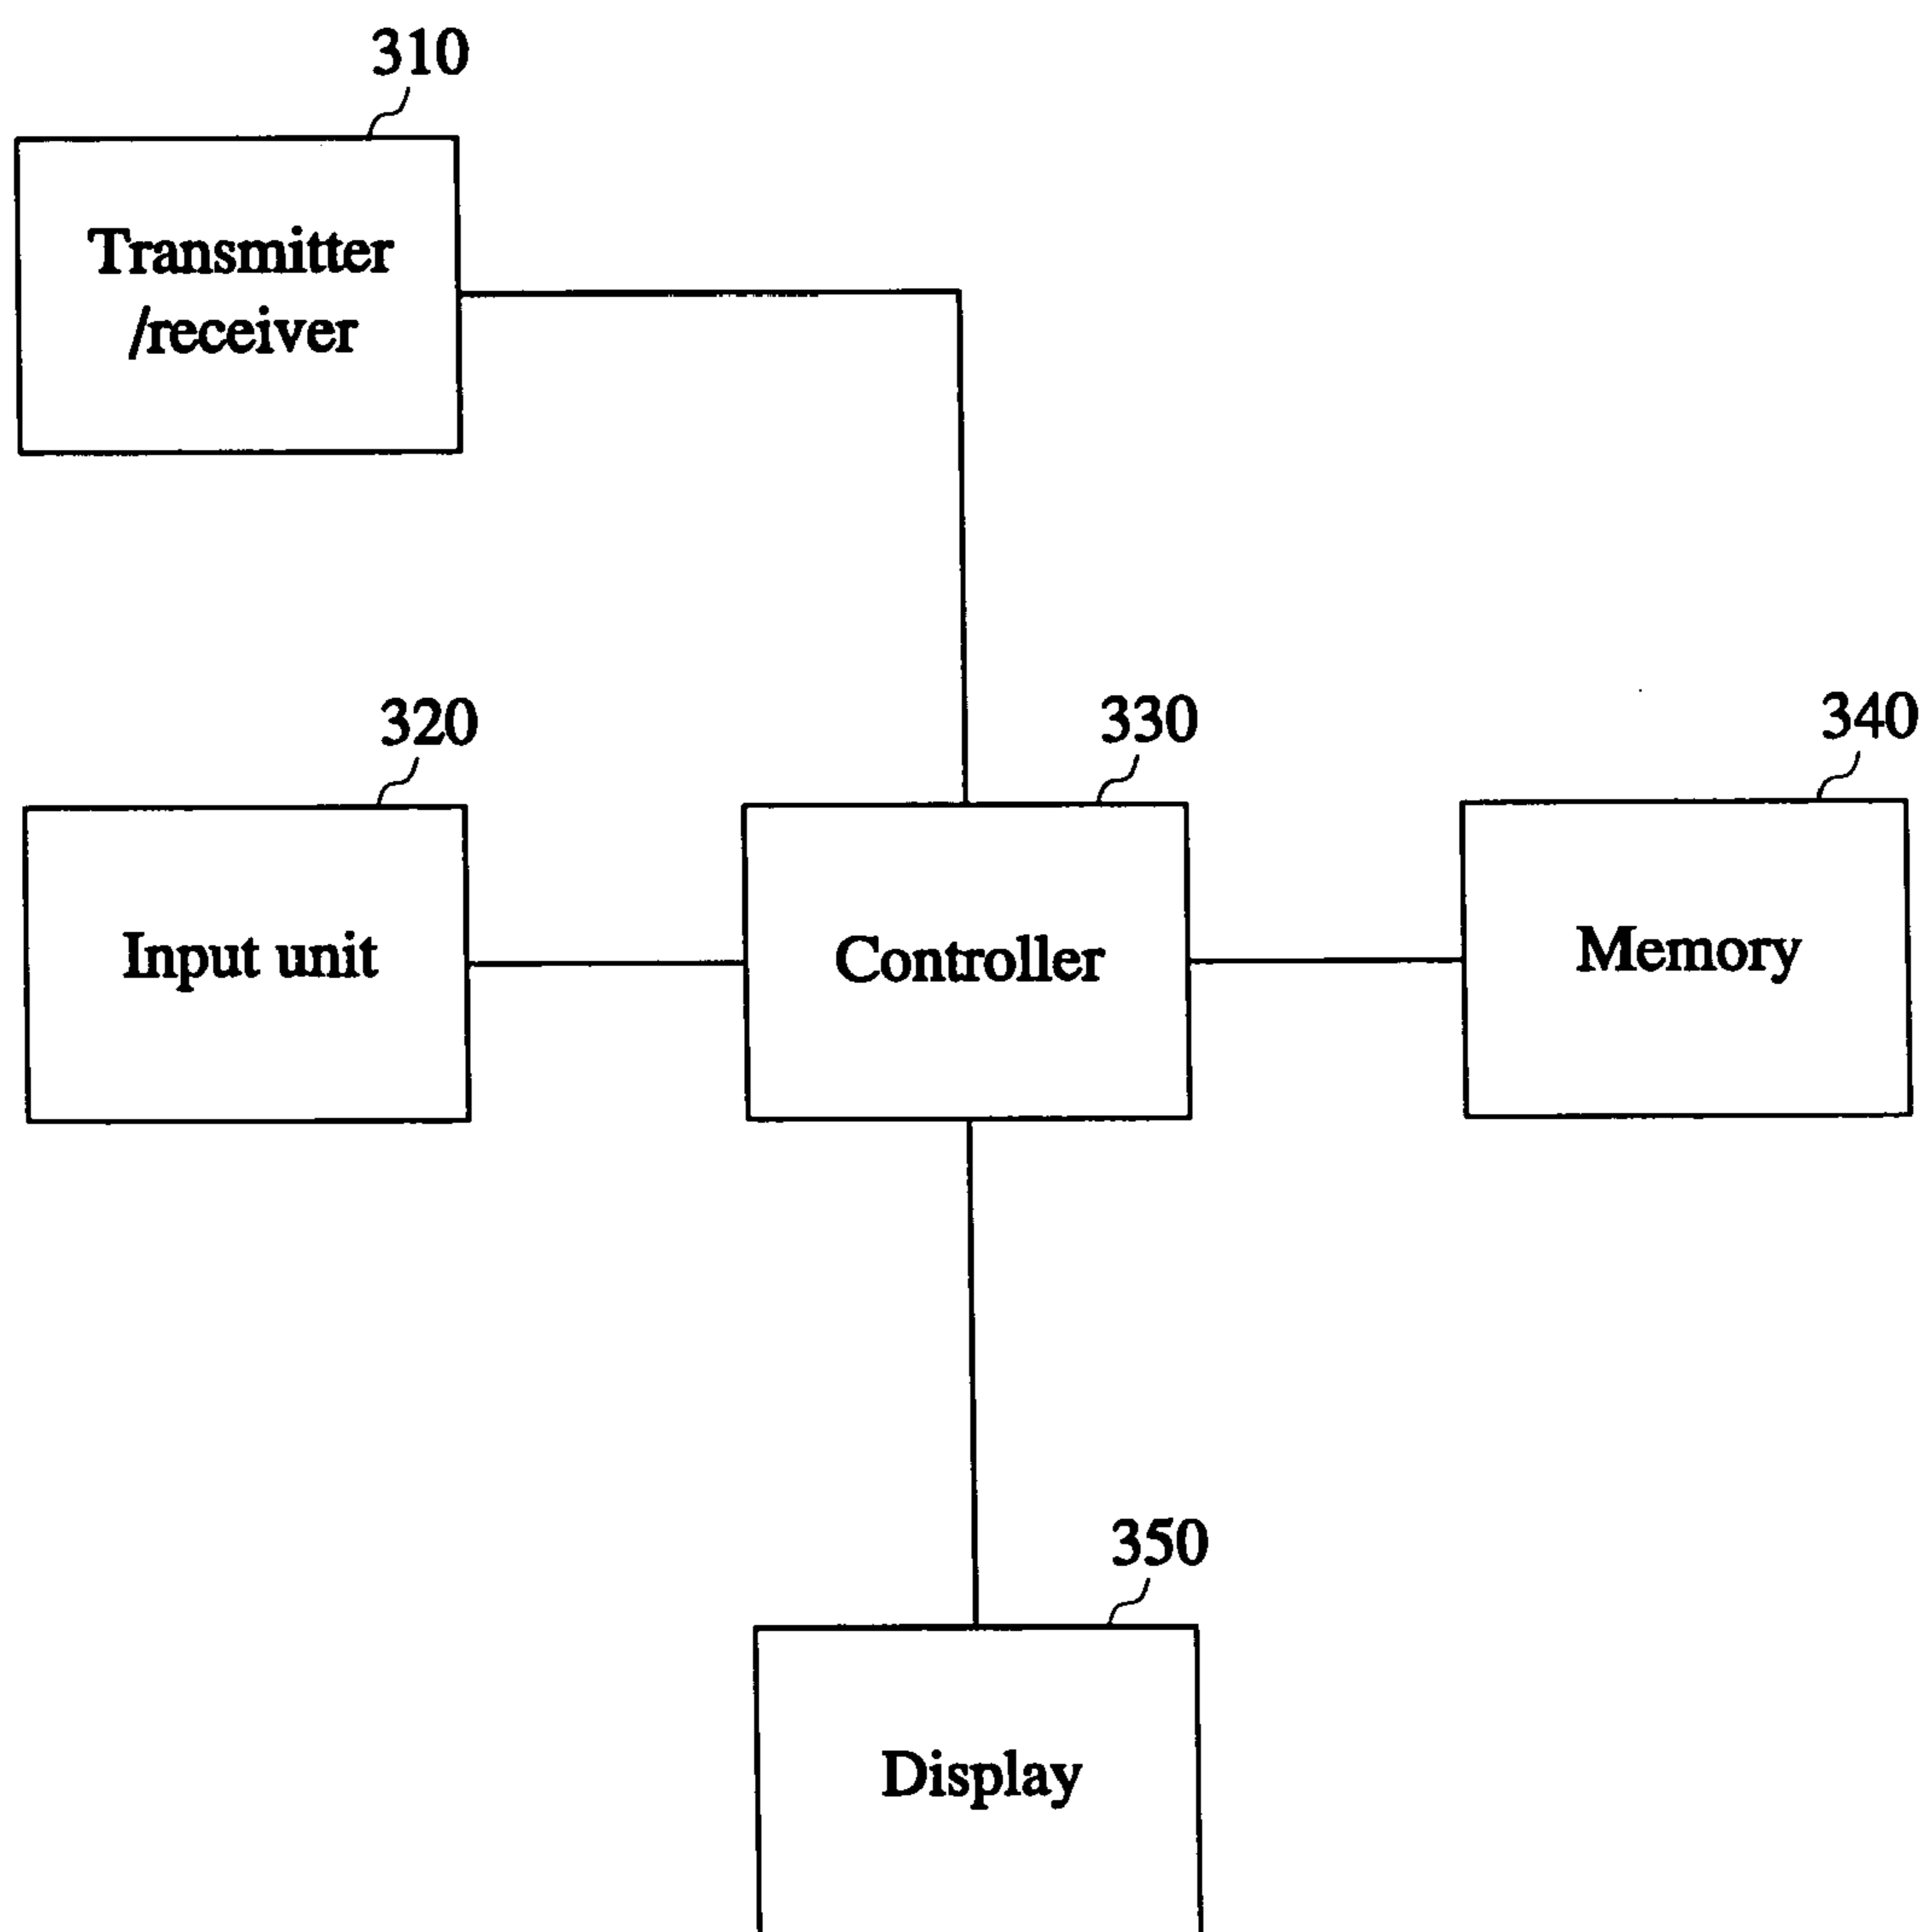 310
Transmitter
/receiver
320
330
340
Input unit
Controller
Memory
350
Display